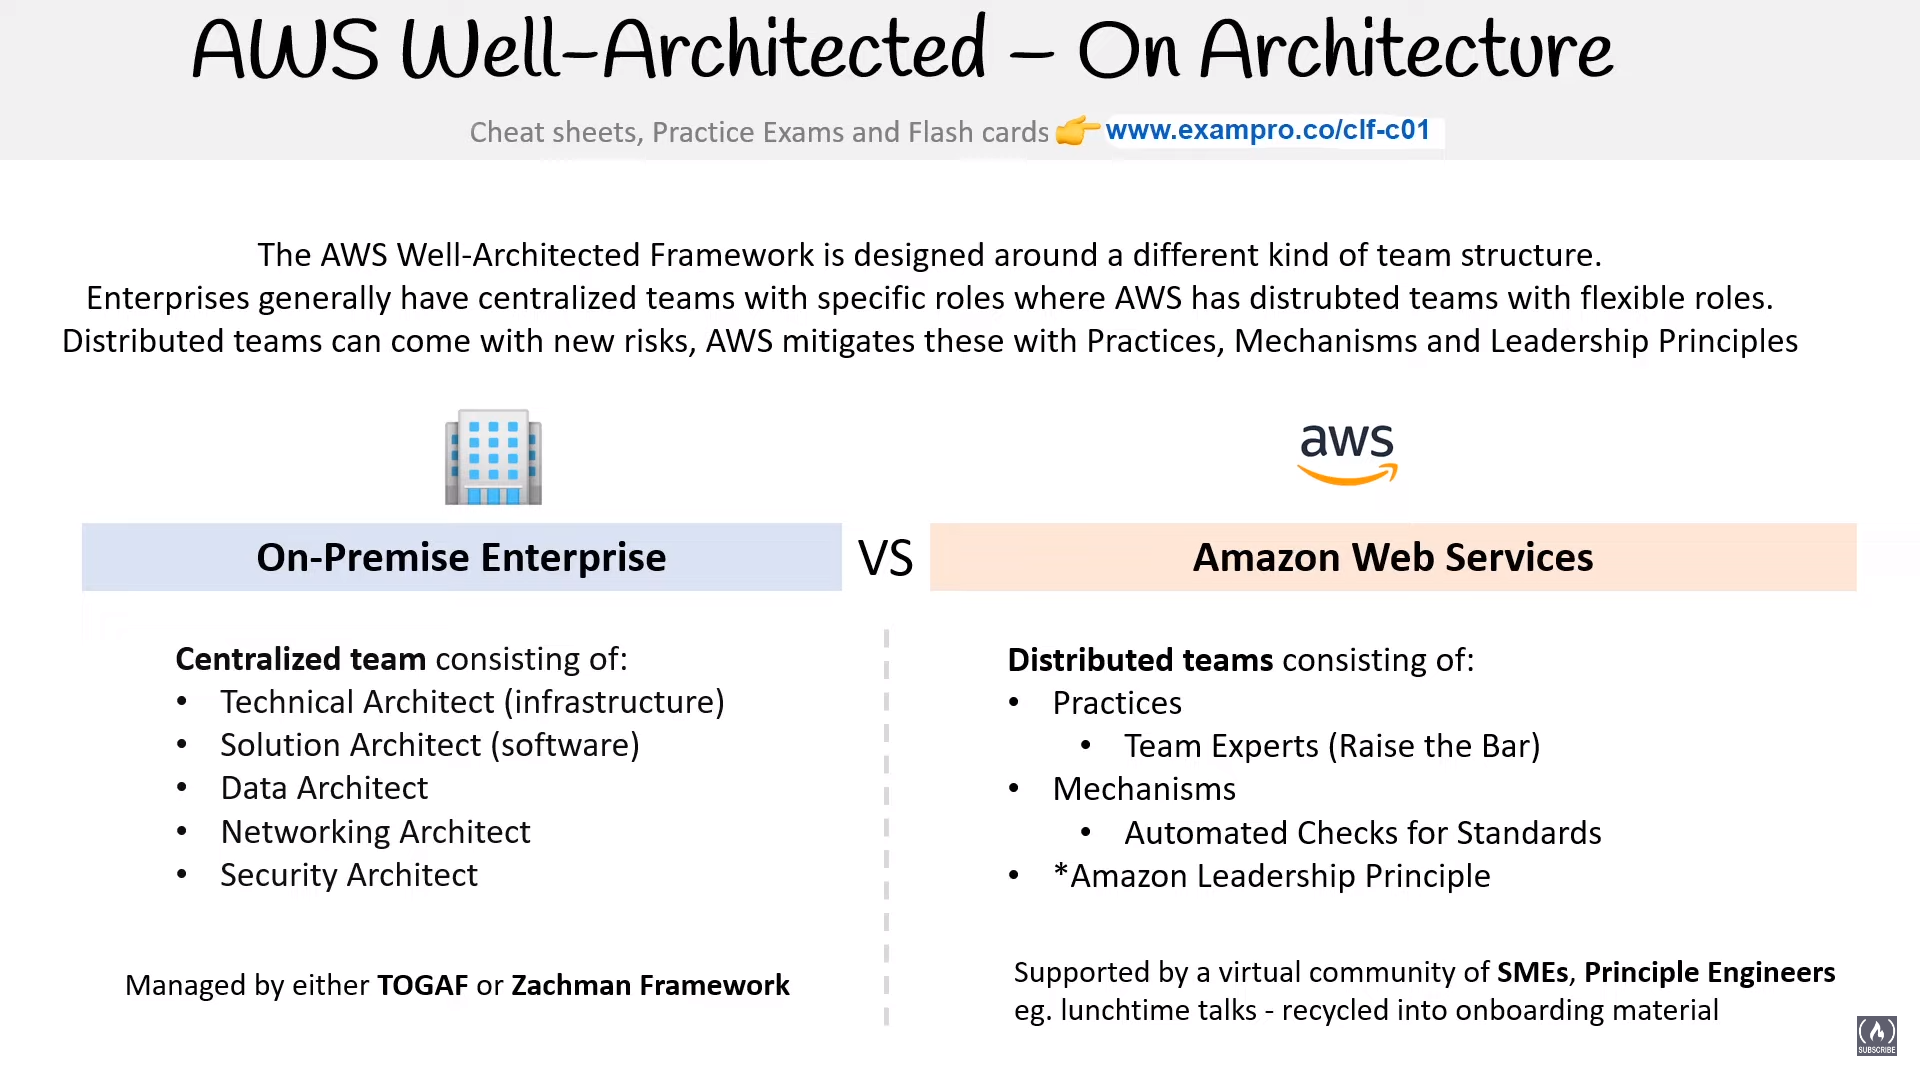 AWS Well-Architected – On Architecture
Cheat sheets, Practice Exams and Flash cards 👉 www.exampro.co/clf-c01
The AWS Well-Architected Framework is designed around a different kind of team structure.
Enterprises generally have centralized teams with specific roles where AWS has distrubted teams with flexible roles.
Distributed teams can come with new risks, AWS mitigates these with Practices, Mechanisms and Leadership Principles
aws
On-Premise Enterprise
VS
Amazon Web Services
Centralized team consisting of:
• Technical Architect (infrastructure)
• Solution Architect (software)
• Data Architect
• Networking Architect
• Security Architect
Managed by either TOGAF or Zachman Framework
Distributed teams consisting of:
• Practices
• Team Experts (Raise the Bar)
• Mechanisms
• Automated Checks for Standards
• *Amazon Leadership Principle
Supported by a virtual community of SMEs, Principle Engineers
eg. lunchtime talks - recycled into onboarding material
SUBSCRIBE